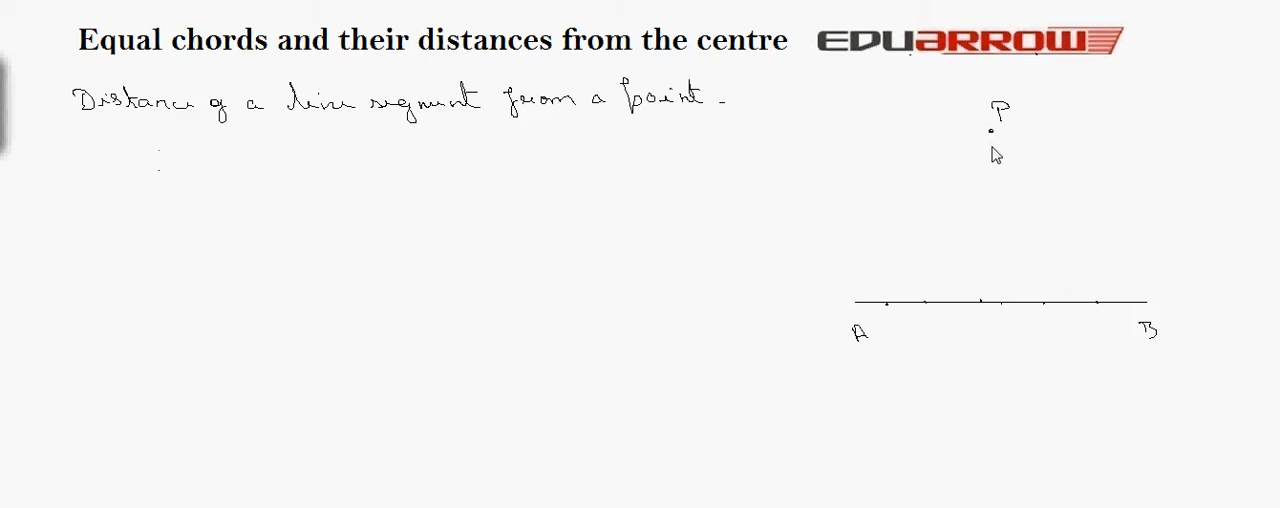 Equal chords and their distances from the centre EDUARROW
Distance of a line segment from a point -
P
A B